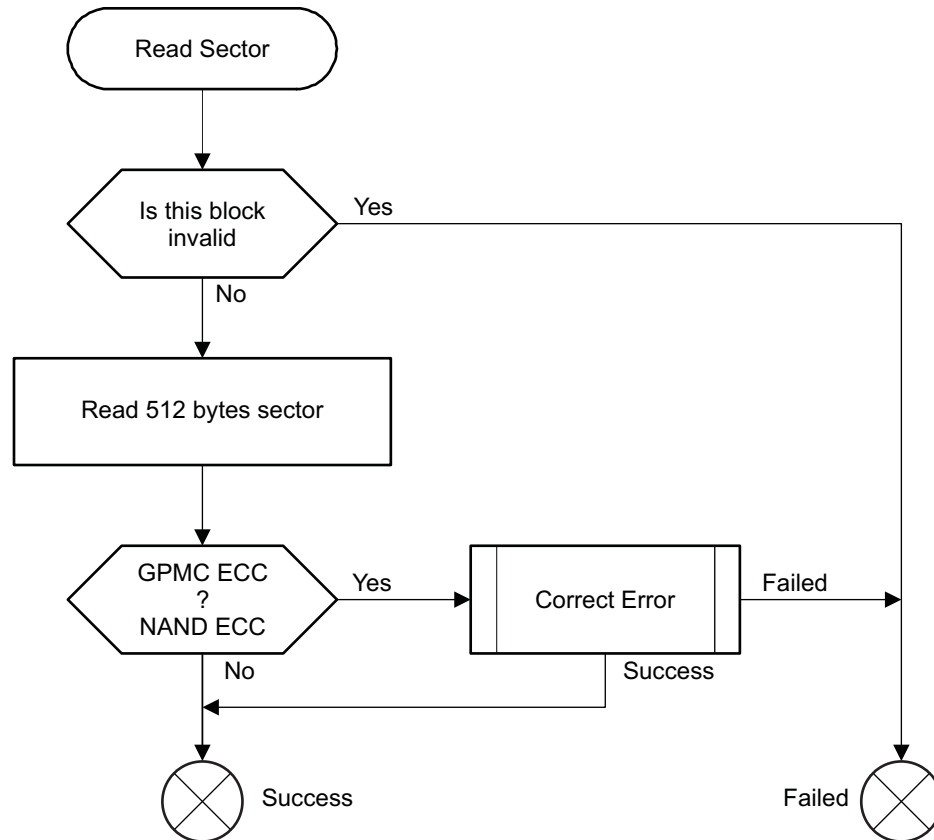 Read Sector
Is this block
invalid
Yes
No
Read 512 bytes sector
GPMC ECC
?
NAND ECC
Yes
Correct Error
Failed
No
Success
Success
Failed